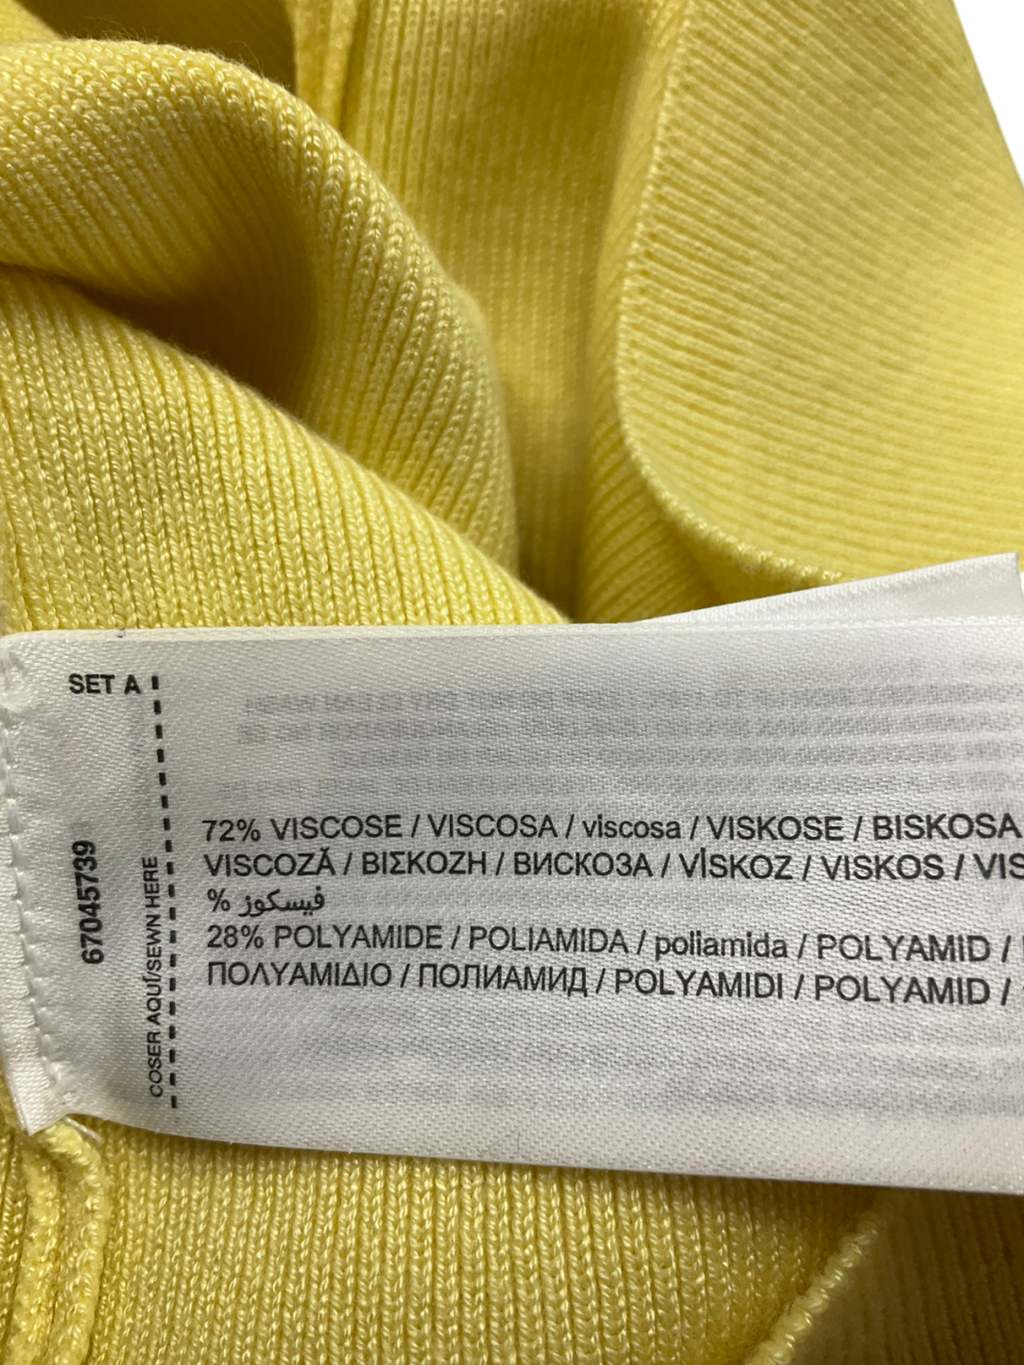 SET A
67045739
COSER AQUÍ/SEWN HERE
72% VISCOSE / VISCOSA / viscosa / VISKOSE / BISKOSA
VISCOZĂ / ΒΙΣΚΟΖΗ / ВИСКОЗА / VİSKOZ / VISKOS / VIS
% فيسكوز
28% POLYAMIDE / POLIAMIDA / poliamida / POLYAMID /
ΠΟΛΥΑΜΙΔΙΟ / ПОЛИАМИД / POLYAMIDI / POLYAMID /